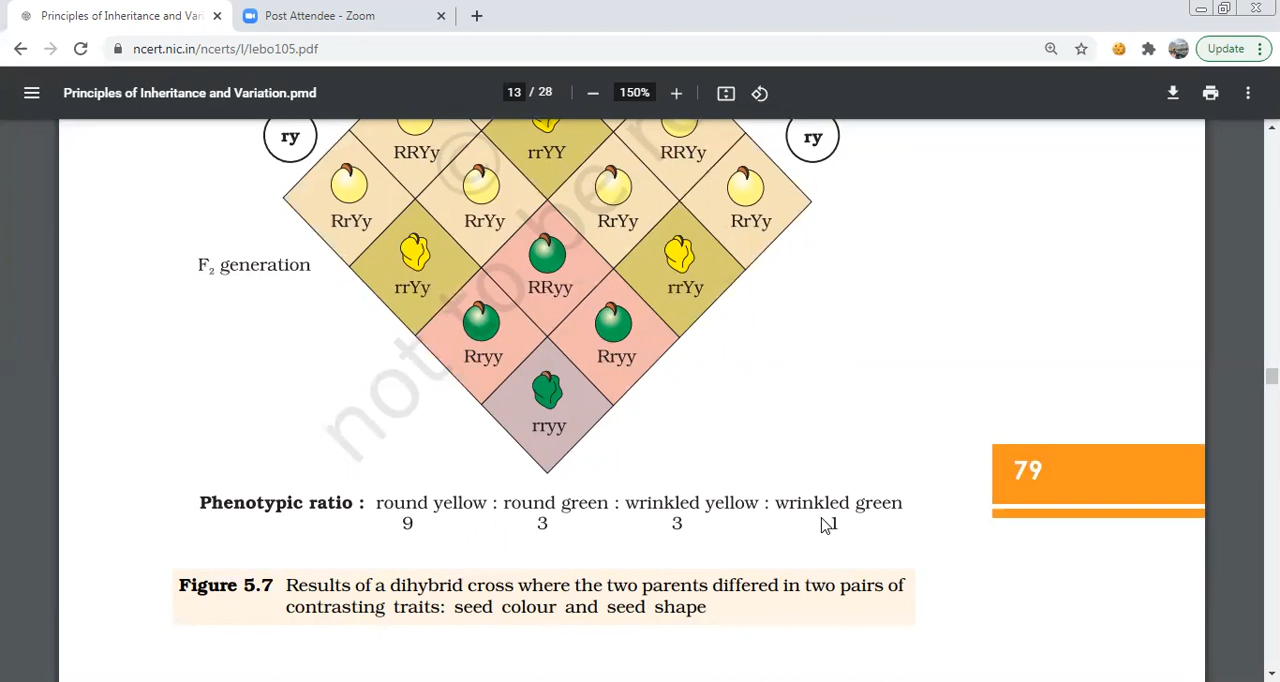 Principles of Inheritance and Var
Post Attendee - Zoom
ncert.nic.in/ncerts/l/lebo105.pdf
Update
Principles of Inheritance and Variation.pmd
13 / 28
150%
ry
ry
RRYy
rrYY
RRYy
RrYy
RrYy
RrYy
RrYy
F₂ generation
rrYy
RRyy
rrYy
Rryy
Rryy
rryy
© not to be r
79
Phenotypic ratio : round yellow : round green : wrinkled yellow : wrinkled green
9 3 3 1
Figure 5.7 Results of a dihybrid cross where the two parents differed in two pairs of
contrasting traits: seed colour and seed shape